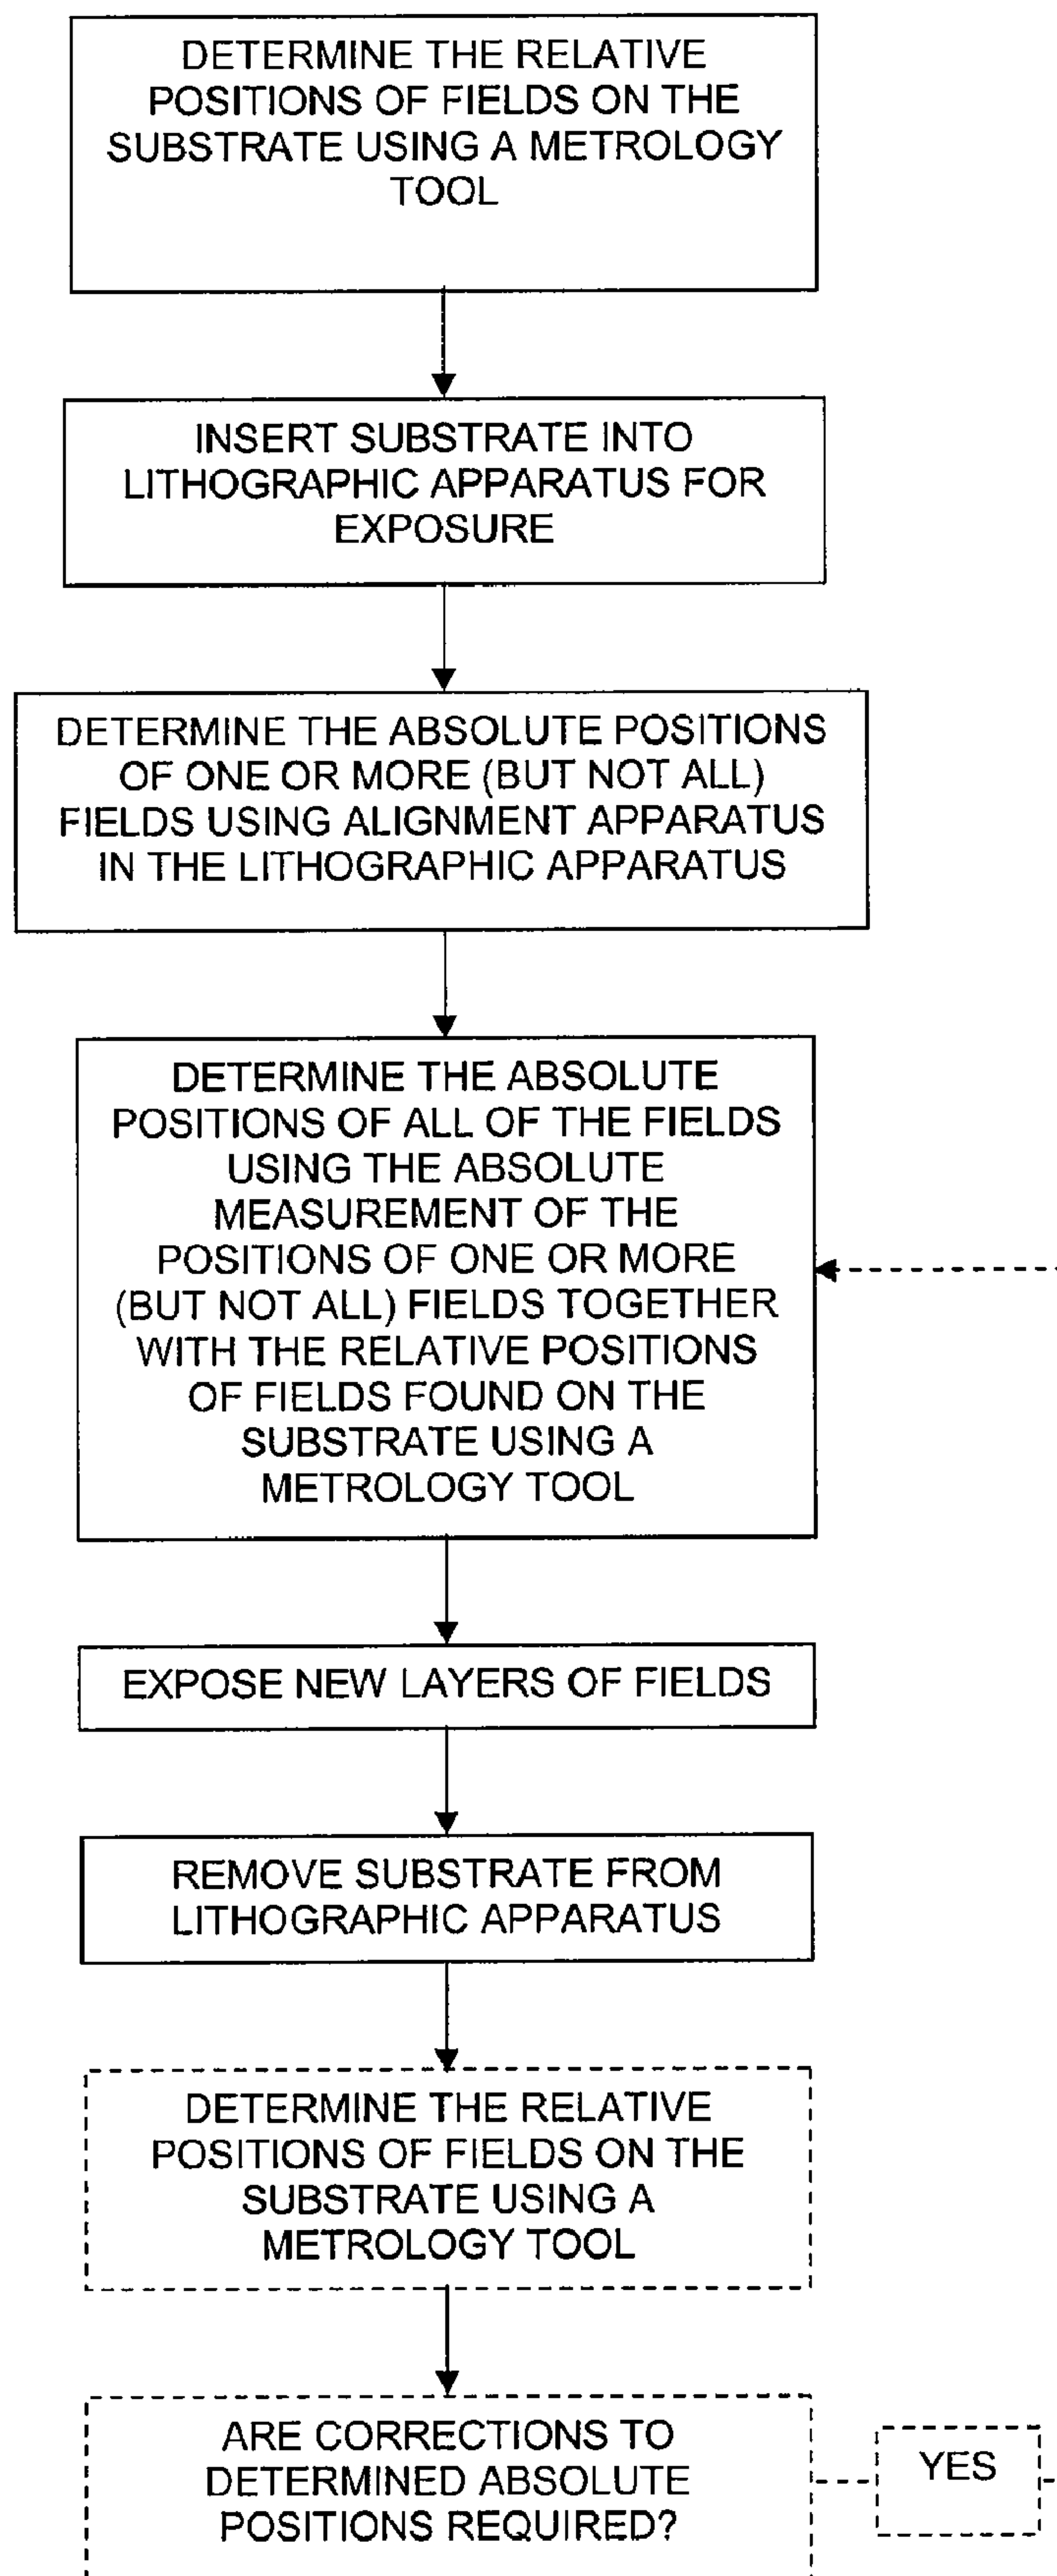 DETERMINE THE RELATIVE
POSITIONS OF FIELDS ON THE
SUBSTRATE USING A METROLOGY
TOOL
INSERT SUBSTRATE INTO
LITHOGRAPHIC APPARATUS FOR
EXPOSURE
DETERMINE THE ABSOLUTE POSITIONS
OF ONE OR MORE (BUT NOT ALL)
FIELDS USING ALIGNMENT APPARATUS
IN THE LITHOGRAPHIC APPARATUS
DETERMINE THE ABSOLUTE
POSITIONS OF ALL OF THE FIELDS
USING THE ABSOLUTE
MEASUREMENT OF THE
POSITIONS OF ONE OR MORE
(BUT NOT ALL) FIELDS TOGETHER
WITH THE RELATIVE POSITIONS
OF FIELDS FOUND ON THE
SUBSTRATE USING A
METROLOGY TOOL
EXPOSE NEW LAYERS OF FIELDS
REMOVE SUBSTRATE FROM
LITHOGRAPHIC APPARATUS
DETERMINE THE RELATIVE
POSITIONS OF FIELDS ON THE
SUBSTRATE USING A
METROLOGY TOOL
ARE CORRECTIONS TO
DETERMINED ABSOLUTE
POSITIONS REQUIRED?
YES